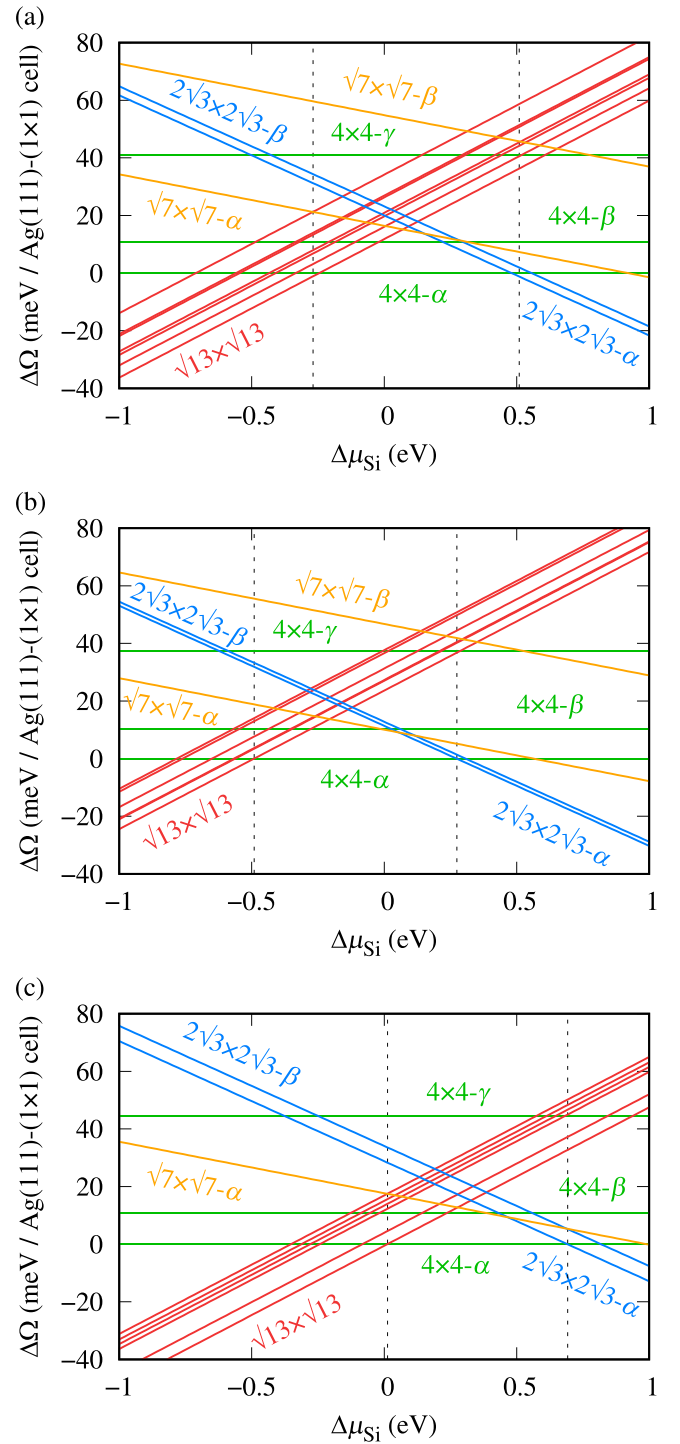 (a)
ΔΩ (meV / Ag(111)-(1×1) cell)
80
60
40
20
0
−20
−40
2√3×2√3-β
√7×√7-β
4×4-γ
√7×√7-α
4×4-β
4×4-α
√13×√13
2√3×2√3-α
−1 −0.5 0 0.5 1
Δμ_Si (eV)
(b)
ΔΩ (meV / Ag(111)-(1×1) cell)
80
60
40
20
0
−20
−40
2√3×2√3-β
√7×√7-β
4×4-γ
√7×√7-α
4×4-β
4×4-α
√13×√13
2√3×2√3-α
−1 −0.5 0 0.5 1
Δμ_Si (eV)
(c)
ΔΩ (meV / Ag(111)-(1×1) cell)
80
60
40
20
0
−20
−40
2√3×2√3-β
4×4-γ
√7×√7-α
4×4-β
4×4-α
2√3×2√3-α
√13×√13
−1 −0.5 0 0.5 1
Δμ_Si (eV)